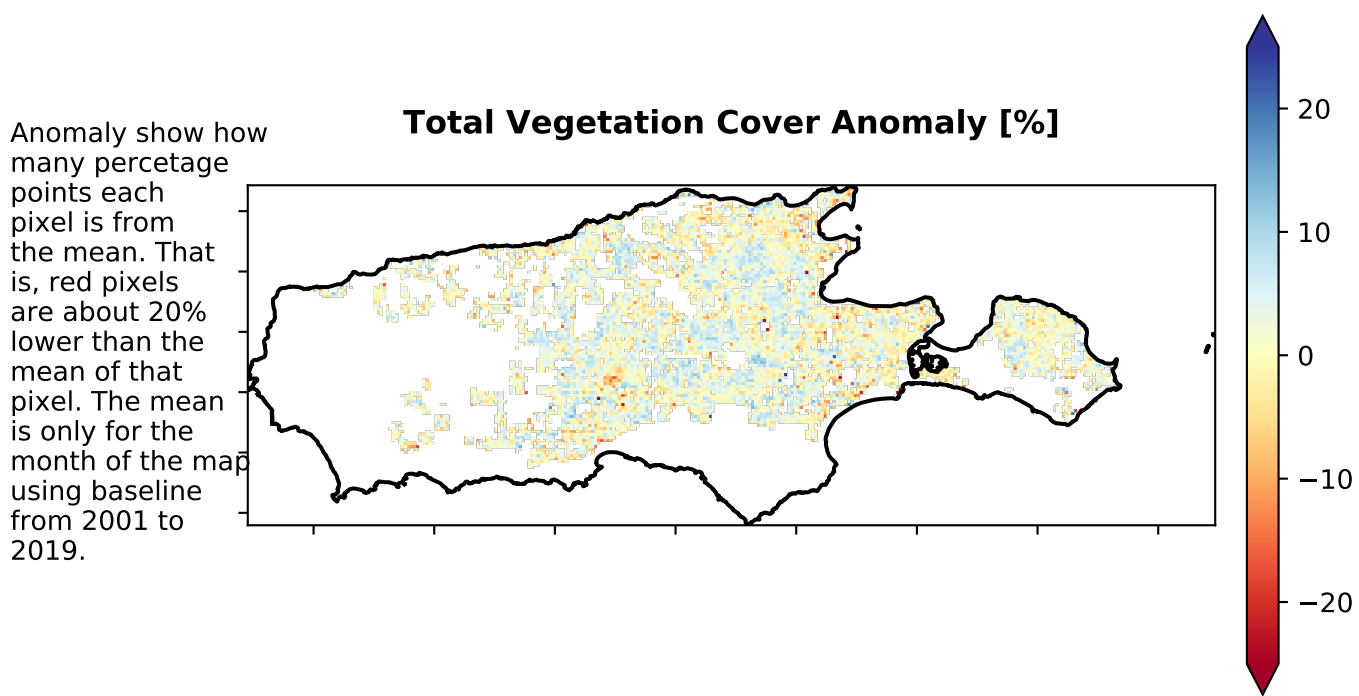 Total Vegetation Cover Anomaly [%]
Anomaly show how
many percetage
points each
pixel is from
the mean. That
is, red pixels
are about 20%
lower than the
mean of that
pixel. The mean
is only for the
month of the map
using baseline
from 2001 to
2019.
20
10
0
−10
−20